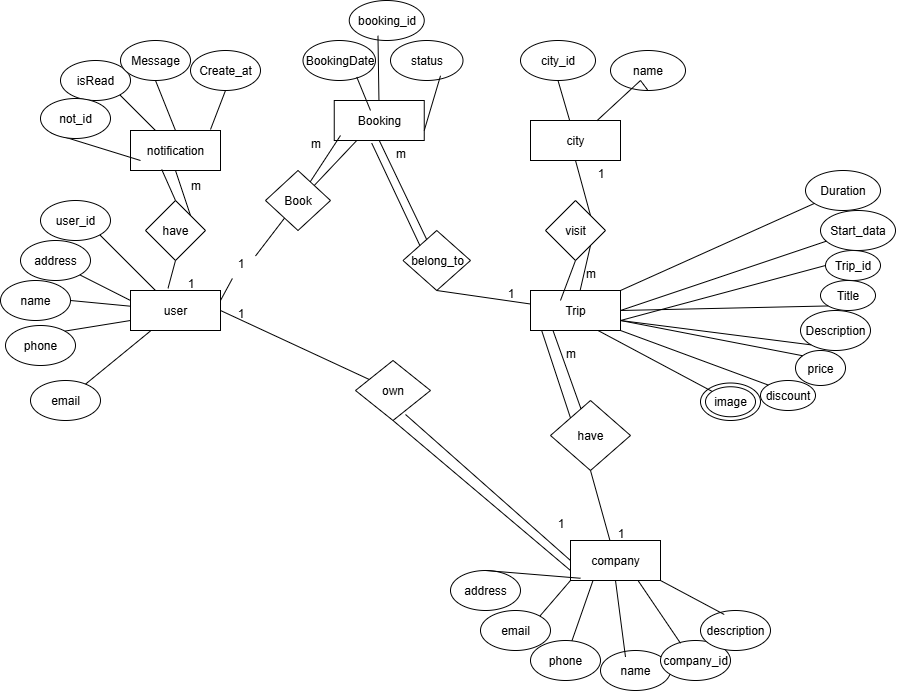 booking_id
Message
BookingDate
status
city_id
name
isRead
Create_at
not_id
Booking
city
notification
m
m
m
1
Duration
Book
user_id
have
visit
Start_data
address
1
belong_to
m
Trip_id
1
1
Title
name
user
1
Trip
Description
phone
m
price
own
discount
email
image
have
1
1
company
address
email
description
phone
name
company_id